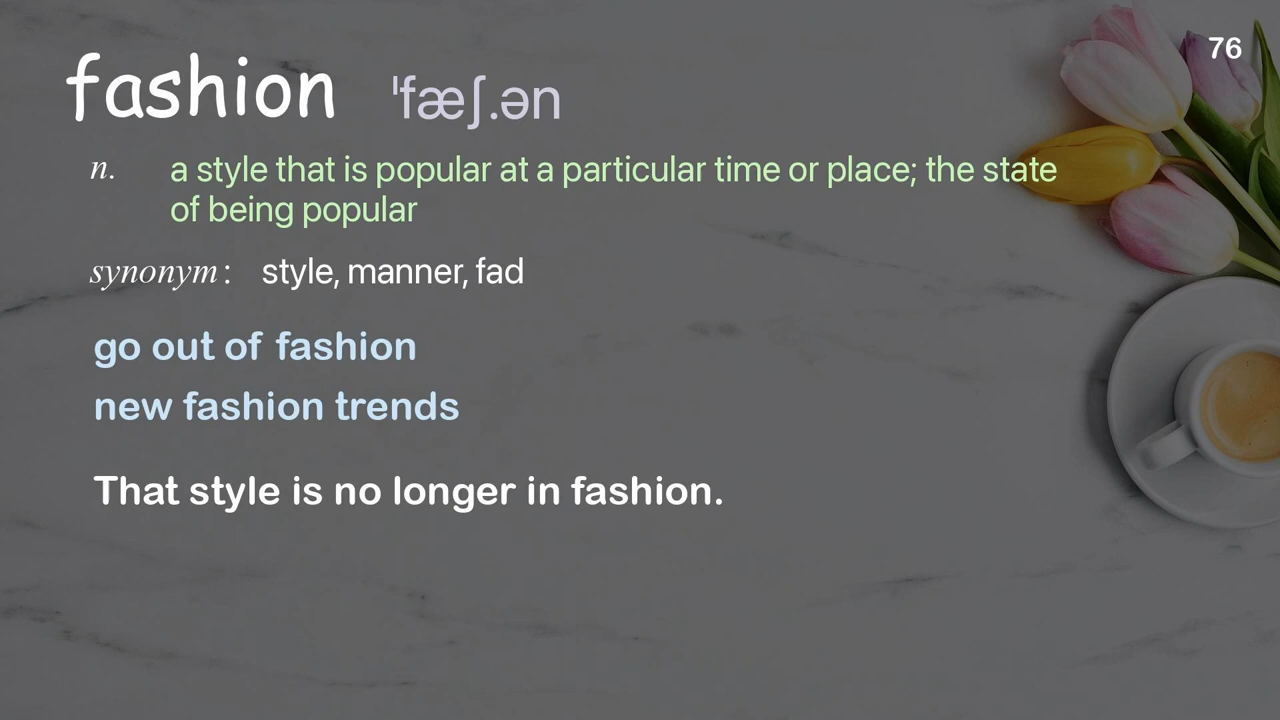 76
fashion ˈfæʃ.ən
n. a style that is popular at a particular time or place; the state
of being popular
synonym: style, manner, fad
go out of fashion
new fashion trends
That style is no longer in fashion.